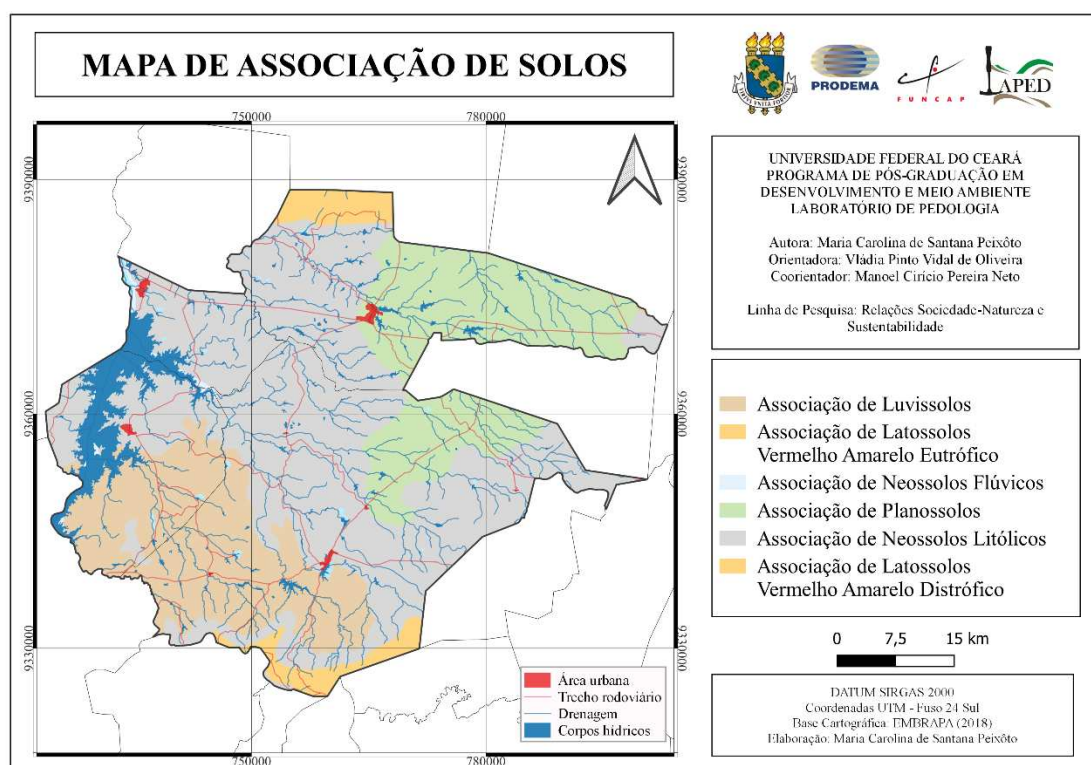 MAPA DE ASSOCIAÇÃO DE SOLOS
PRODEMA
FUNCAP
LAPED
750000
780000
9390000
9390000
9360000
9360000
9330000
9330000
750000
780000
Área urbana
Trecho rodoviário
Drenagem
Corpos hídricos
UNIVERSIDADE FEDERAL DO CEARÁ
PROGRAMA DE PÓS-GRADUAÇÃO EM
DESENVOLVIMENTO E MEIO AMBIENTE
LABORATÓRIO DE PEDOLOGIA
Autora: Maria Carolina de Santana Peixôto
Orientadora: Vládia Pinto Vidal de Oliveira
Coorientador: Manoel Cirício Pereira Neto
Linha de Pesquisa: Relações Sociedade-Natureza e
Sustentabilidade
Associação de Luvissolos
Associação de Latossolos
Vermelho Amarelo Eutrófico
Associação de Neossolos Flúvicos
Associação de Planossolos
Associação de Neossolos Litólicos
Associação de Latossolos
Vermelho Amarelo Distrófico
0 7,5 15 km
DATUM SIRGAS 2000
Coordenadas UTM - Fuso 24 Sul
Base Cartográfica: EMBRAPA (2018)
Elaboração: Maria Carolina de Santana Peixôto